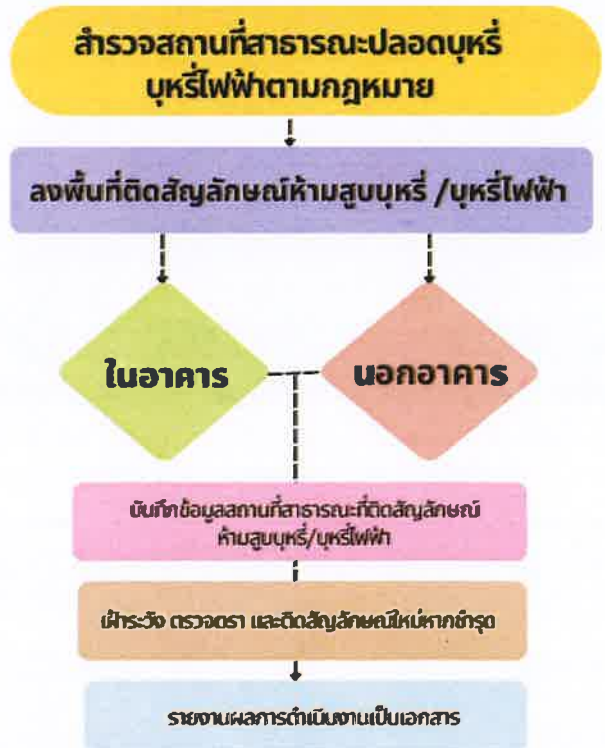 สำรวจสถานที่สาธารณะปลอดบุหรี่
บุหรี่ไฟฟ้าตามกฎหมาย
ลงพื้นที่ติดสัญลักษณ์ห้ามสูบบุหรี่ /บุหรี่ไฟฟ้า
ในอาคาร
นอกอาคาร
บันทึกข้อมูลสถานที่สาธารณะที่ติดสัญลักษณ์
ห้ามสูบบุหรี่/บุหรี่ไฟฟ้า
เฝ้าระวัง ตรวจตรา และติดสัญลักษณ์ใหม่หากชำรุด
รายงานผลการดำเนินงานเป็นเอกสาร